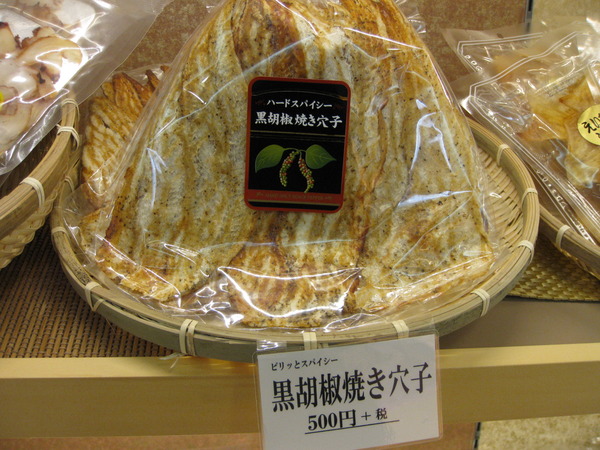 ハードスパイシー
黒胡椒焼き穴子
ピリッとスパイシー
黒胡椒焼き穴子
500円+税